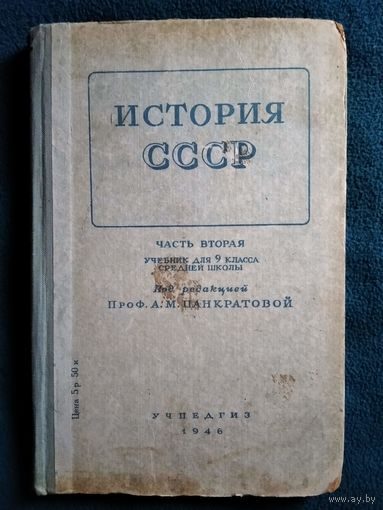 ИСТОРИЯ
СССР
ЧАСТЬ ВТОРАЯ
УЧЕБНИК ДЛЯ 9 КЛАССА
СРЕДНЕЙ ШКОЛЫ
Под редакцией
ПРОФ. А. М. ПАНКРАТОВОЙ
Цена 5 р 50 к
УЧПЕДГИЗ
1946
www.ay.by